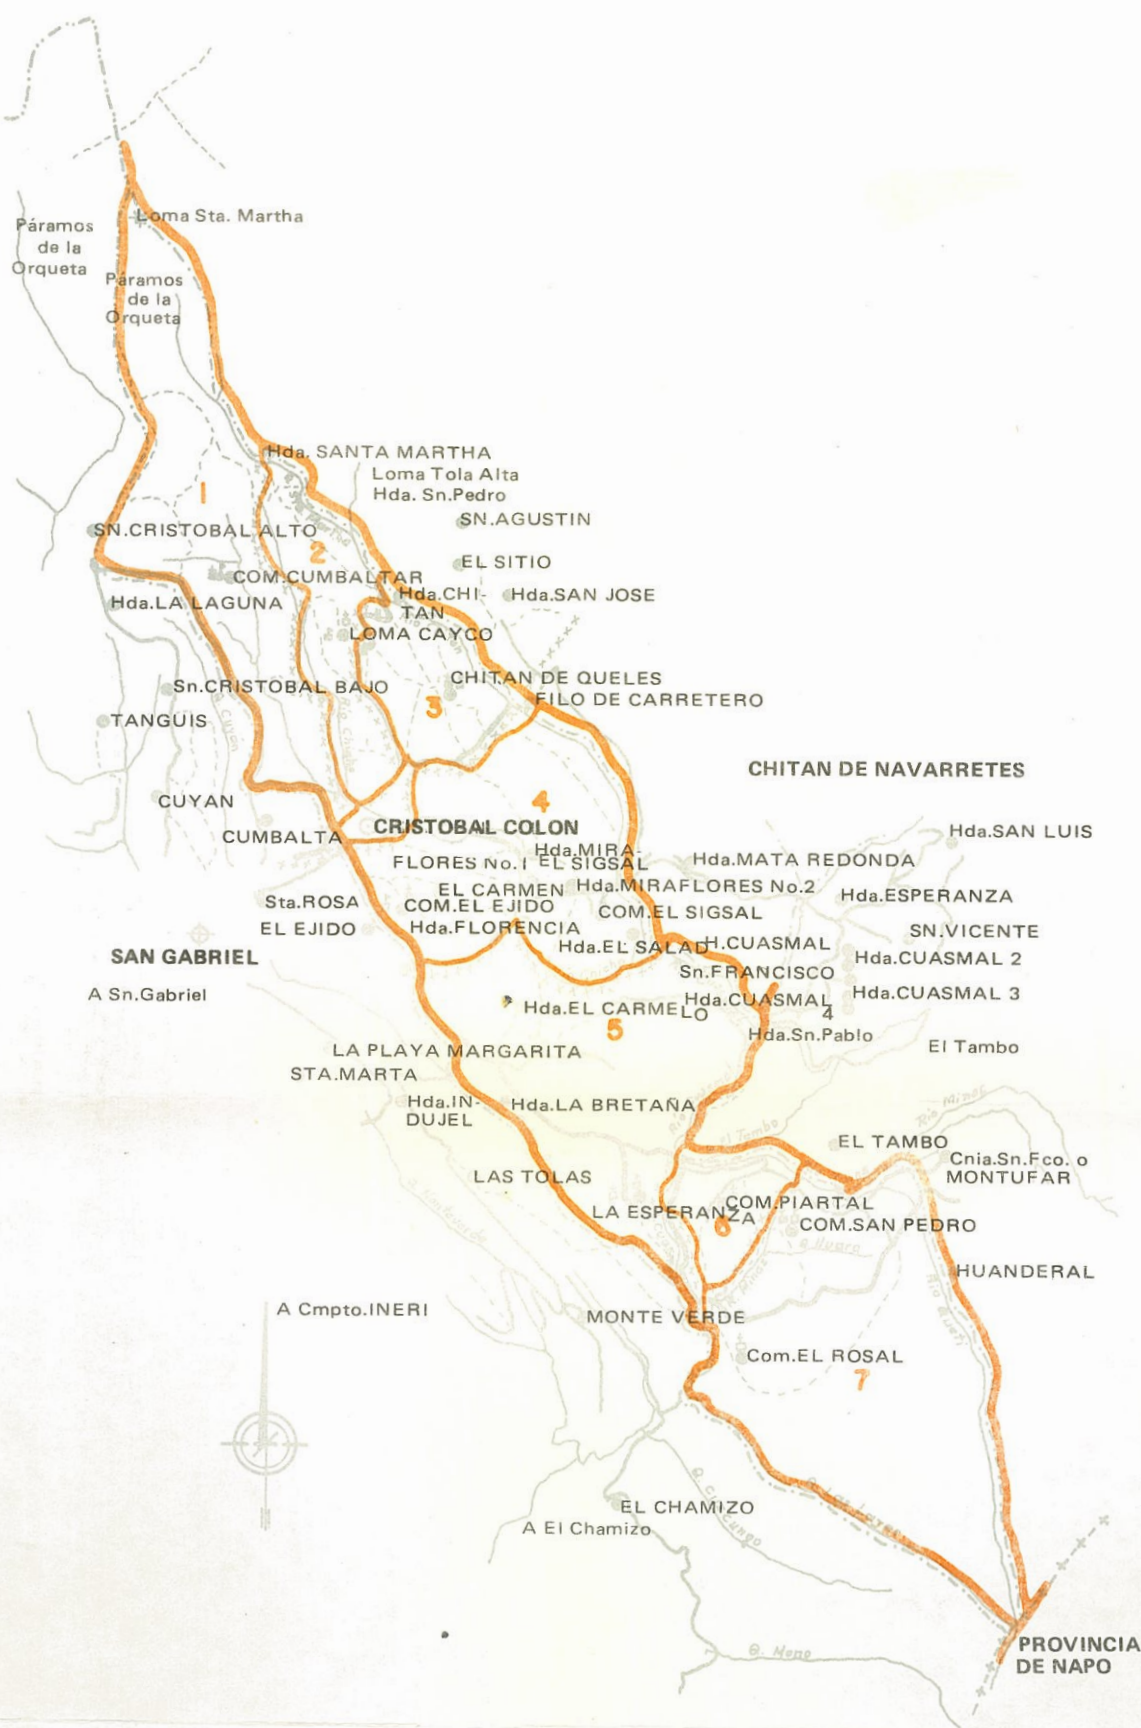 Loma Sta. Martha
Páramos
de la
Orqueta
Páramos
de la
Orqueta
Hda. SANTA MARTHA
Loma Tola Alta
Hda. Sn.Pedro
1
SN.AGUSTIN
SN.CRISTOBAL ALTO
2
EL SITIO
COM.CUMBALTAR
Hda.CHI-
TAN
Hda.SAN JOSE
Hda.LA LAGUNA
LOMA CAYCO
CHITAN DE QUELES
Sn.CRISTOBAL BAJO
FILO DE CARRETERO
3
TANGUIS
Cuyan
CHITAN DE NAVARRETES
CUYAN
4
CRISTOBAL COLON
CUMBALTA
Hda.SAN LUIS
Hda.MIRA-
FLORES No.1 EL SIGSAL
Hda.MATA REDONDA
EL CARMEN
Hda.MIRAFLORES No.2
Hda.ESPERANZA
Sta.ROSA
COM.EL EJIDO
COM.EL SIGSAL
EL EJIDO
Hda.FLORENCIA
SN.VICENTE
Hda.EL SALADO
H.CUASMAL
SAN GABRIEL
Hda.CUASMAL 2
Sn.FRANCISCO
A Sn.Gabriel
Hda.CUASMAL 3
Hda.EL CARMELO
Hda.CUASMAL
4
5
Hda.Sn.Pablo
El Tambo
LA PLAYA MARGARITA
STA.MARTA
Hda.IN-
DUJEL
Hda.LA BRETAÑA
Rio Minas
El Tambo
EL TAMBO
Cnia.Sn.Fco. o
MONTUFAR
LAS TOLAS
COM.PIARTAL
LA ESPERANZA
6
COM.SAN PEDRO
HUANDERAL
A Cmpto.INERI
MONTE VERDE
Com.EL ROSAL
7
EL CHAMIZO
A El Chamizo
Q. Mono
PROVINCIA
DE NAPO